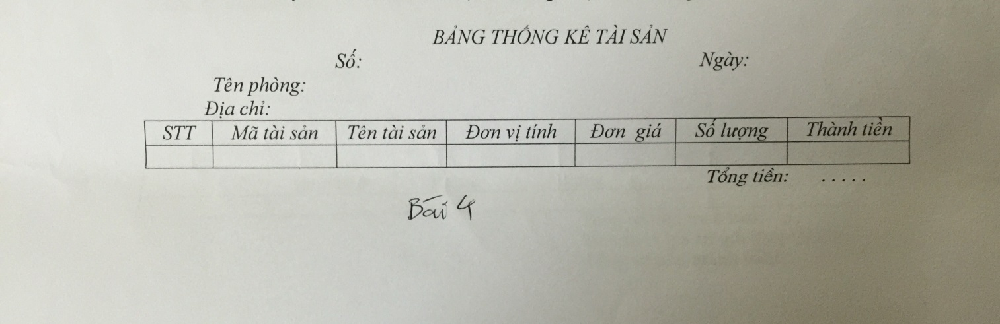 BẢNG THỐNG KÊ TÀI SẢN
Số: Ngày:
Tên phòng:
Địa chỉ:
STT Mã tài sản Tên tài sản Đơn vị tính Đơn giá Số lượng Thành tiền
Tổng tiền: .....
Bài 4